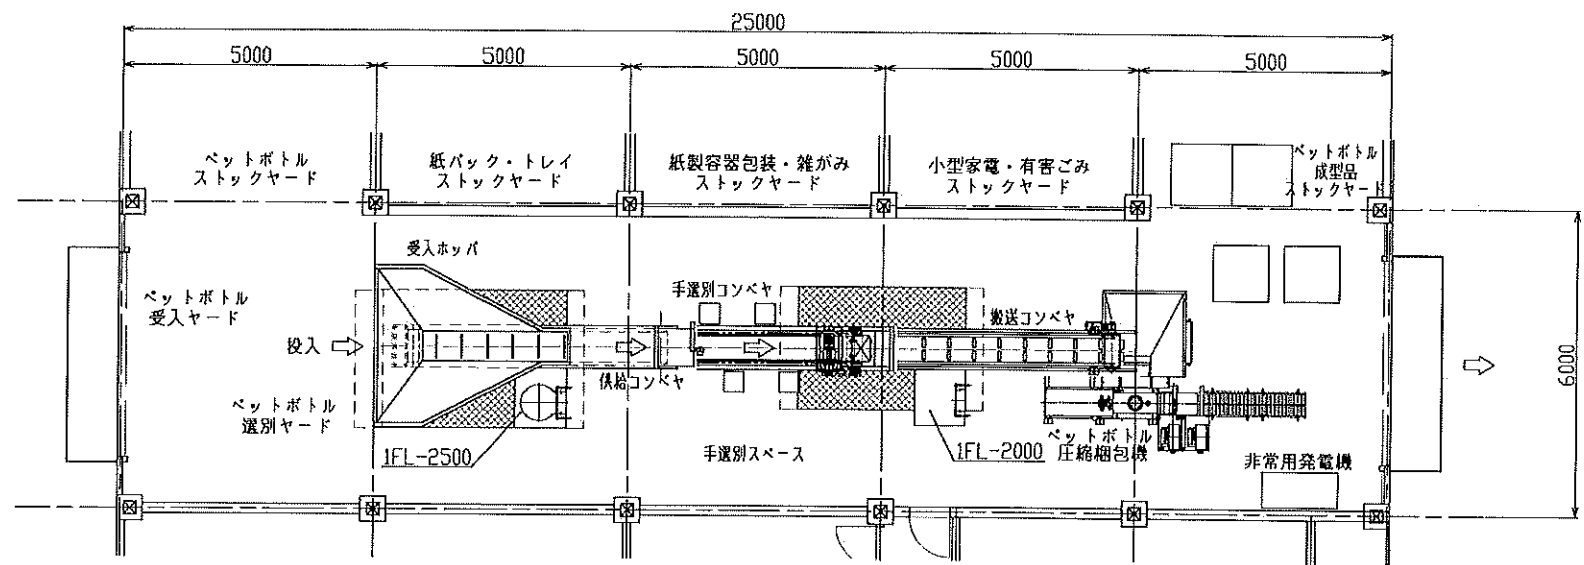 25000
5000
5000
5000
5000
5000
ペットボトル
ストックヤード
紙パック・トレイ
ストックヤード
紙製容器包装・雑がみ
ストックヤード
小型家電・有害ごみ
ストックヤード
ペットボトル
成型品
ストックヤード
受入ホッパ
ペットボトル
受入ヤード
手選別コンベヤ
搬送コンベヤ
投入
供給コンベヤ
ペットボトル
選別ヤード
1FL-2500
手選別スペース
1FL-2000
ペットボトル
圧縮梱包機
非常用発電機
6000